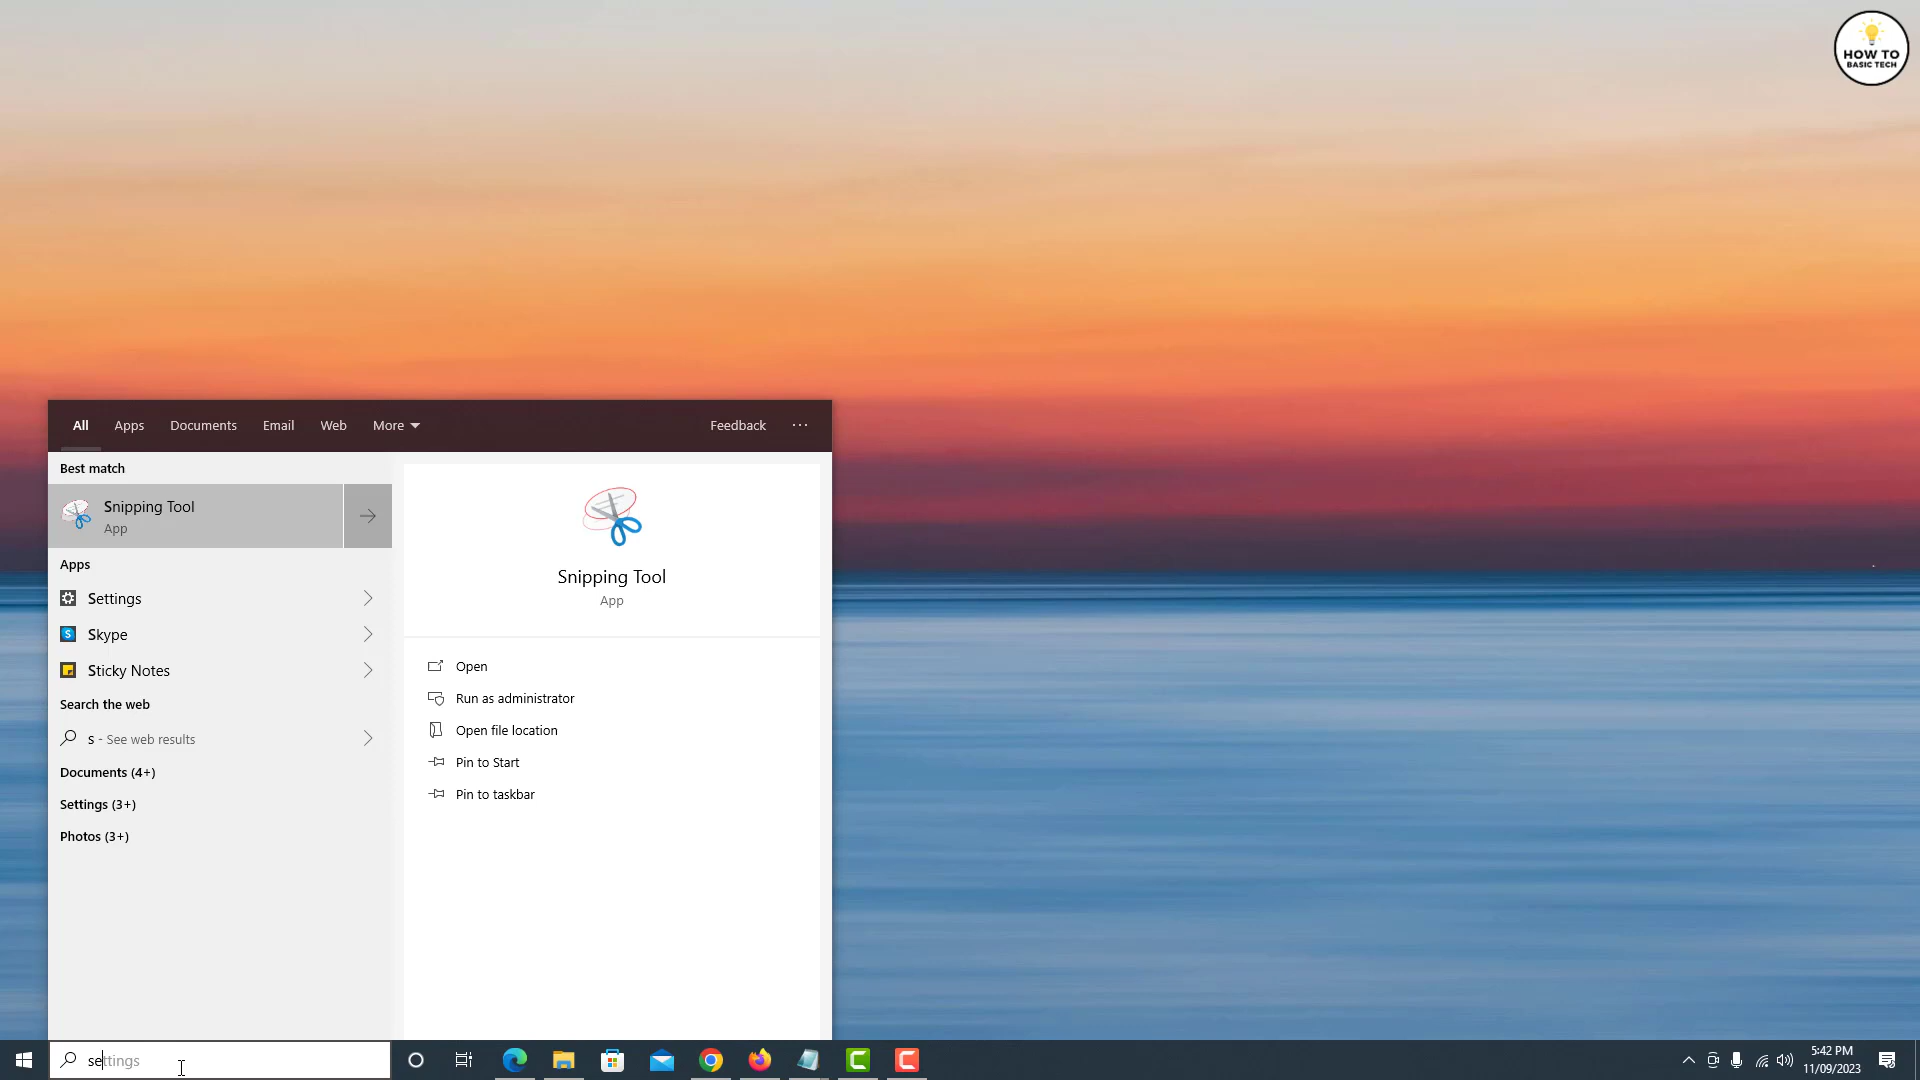 HOW TO
BASIC TECH
All Apps Documents Email Web More Feedback ...
Best match
Snipping Tool
App
Apps
Settings
Skype
Sticky Notes
Search the web
s - See web results
Documents (4+)
Settings (3+)
Photos (3+)
Snipping Tool
App
Open
Run as administrator
Open file location
Pin to Start
Pin to taskbar
settings
5:42 PM
11/09/2023